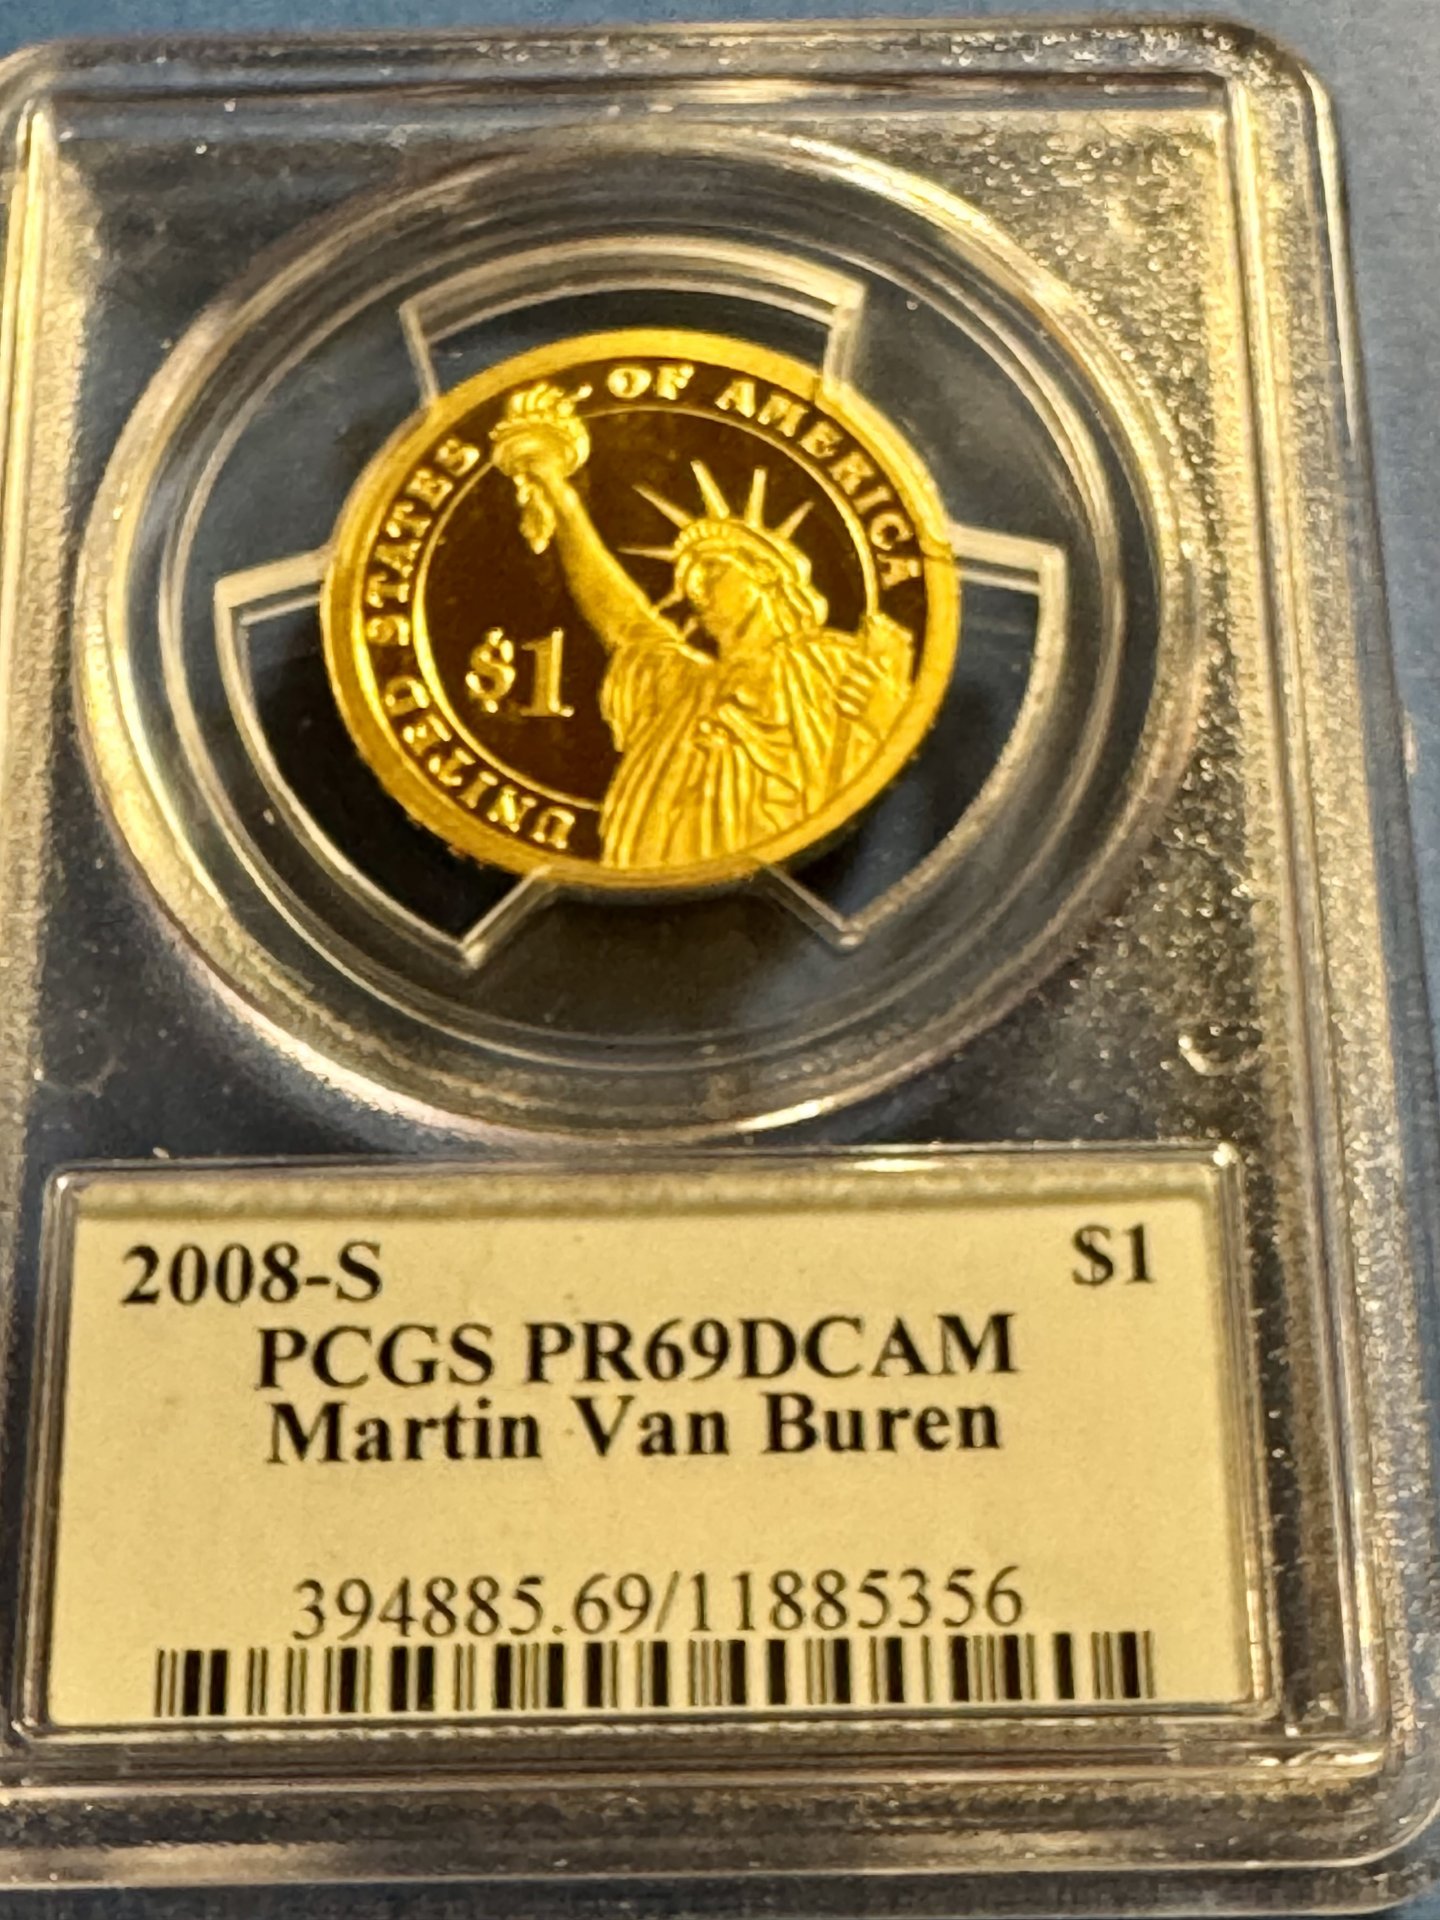 UNITED STATES OF AMERICA
$1
2008-S $1
PCGS PR69DCAM
Martin Van Buren
394885.69/11885356